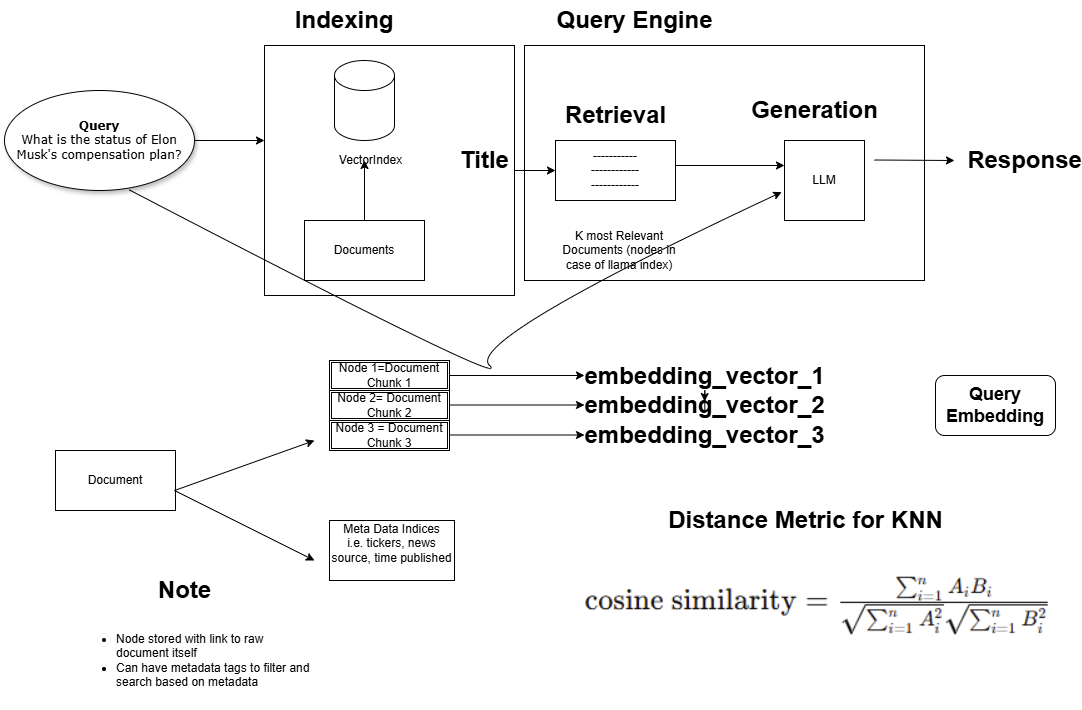 Indexing
Query Engine
Query
What is the status of Elon
Musk's compensation plan?
VectorIndex
Documents
Title
Retrieval
-----------
------------
------------
K most Relevant
Documents (nodes in
case of llama index)
Generation
LLM
Response
Node 1=Document
Chunk 1
Node 2= Document
Chunk 2
Node 3 = Document
Chunk 3
embedding_vector_1
embedding_vector_2
embedding_vector_3
Query
Embedding
Document
Meta Data Indices
i.e. tickers, news
source, time published
Distance Metric for KNN
cosine similarity = \frac{\sum_{i=1}^{n} A_i B_i}{\sqrt{\sum_{i=1}^{n} A_i^2} \sqrt{\sum_{i=1}^{n} B_i^2}}
Note
• Node stored with link to raw
document itself
• Can have metadata tags to filter and
search based on metadata